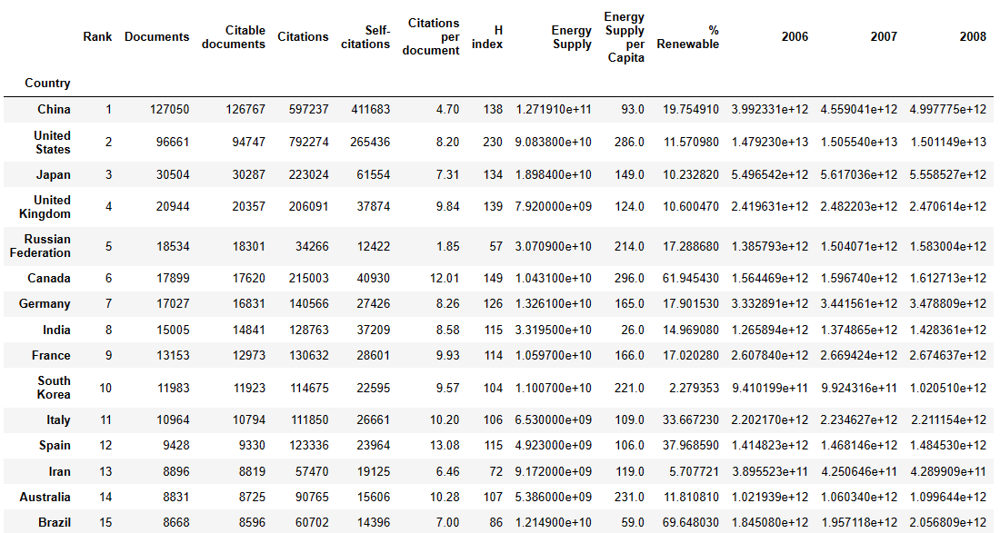 Rank Documents Citable documents Citations Self-citations Citations per document H index Energy Supply Energy Supply per Capita % Renewable 2006 2007 2008
Country
China 1 127050 126767 597237 411683 4.70 138 1.271910e+11 93.0 19.754910 3.992331e+12 4.559041e+12 4.997775e+12
United States 2 96661 94747 792274 265436 8.20 230 9.083800e+10 286.0 11.570980 1.479230e+13 1.505540e+13 1.501149e+13
Japan 3 30504 30287 223024 61554 7.31 134 1.898400e+10 149.0 10.232820 5.496542e+12 5.617036e+12 5.558527e+12
United Kingdom 4 20944 20357 206091 37874 9.84 139 7.920000e+09 124.0 10.600470 2.419631e+12 2.482203e+12 2.470614e+12
Russian Federation 5 18534 18301 34266 12422 1.85 57 3.070900e+10 214.0 17.288680 1.385793e+12 1.504071e+12 1.583004e+12
Canada 6 17899 17620 215003 40930 12.01 149 1.043100e+10 296.0 61.945430 1.564469e+12 1.596740e+12 1.612713e+12
Germany 7 17027 16831 140566 27426 8.26 126 1.326100e+10 165.0 17.901530 3.332891e+12 3.441561e+12 3.478809e+12
India 8 15005 14841 128763 37209 8.58 115 3.319500e+10 26.0 14.969080 1.265894e+12 1.374865e+12 1.428361e+12
France 9 13153 12973 130632 28601 9.93 114 1.059700e+10 166.0 17.020280 2.607840e+12 2.669424e+12 2.674637e+12
South Korea 10 11983 11923 114675 22595 9.57 104 1.100700e+10 221.0 2.279353 9.410199e+11 9.924316e+11 1.020510e+12
Italy 11 10964 10794 111850 26661 10.20 106 6.530000e+09 109.0 33.667230 2.202170e+12 2.234627e+12 2.211154e+12
Spain 12 9428 9330 123336 23964 13.08 115 4.923000e+09 106.0 37.968590 1.414823e+12 1.468146e+12 1.484530e+12
Iran 13 8896 8819 57470 19125 6.46 72 9.172000e+09 119.0 5.707721 3.895523e+11 4.250646e+11 4.289909e+11
Australia 14 8831 8725 90765 15606 10.28 107 5.386000e+09 231.0 11.810810 1.021939e+12 1.060340e+12 1.099644e+12
Brazil 15 8668 8596 60702 14396 7.00 86 1.214900e+10 59.0 69.648030 1.845080e+12 1.957118e+12 2.056809e+12